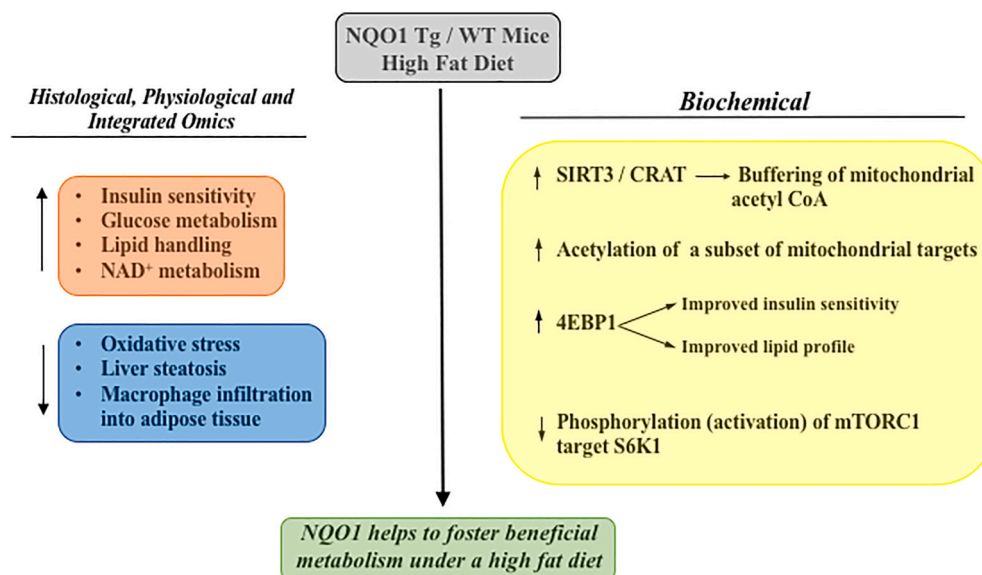 NQO1 Tg / WT Mice
High Fat Diet
Histological, Physiological and
Integrated Omics
• Insulin sensitivity
• Glucose metabolism
• Lipid handling
• NAD⁺ metabolism
• Oxidative stress
• Liver steatosis
• Macrophage infiltration
into adipose tissue
Biochemical
SIRT3 / CRAT
Buffering of mitochondrial
acetyl CoA
Acetylation of a subset of mitochondrial targets
4EBP1
Improved insulin sensitivity
Improved lipid profile
Phosphorylation (activation) of mTORC1
target S6K1
NQO1 helps to foster beneficial
metabolism under a high fat diet